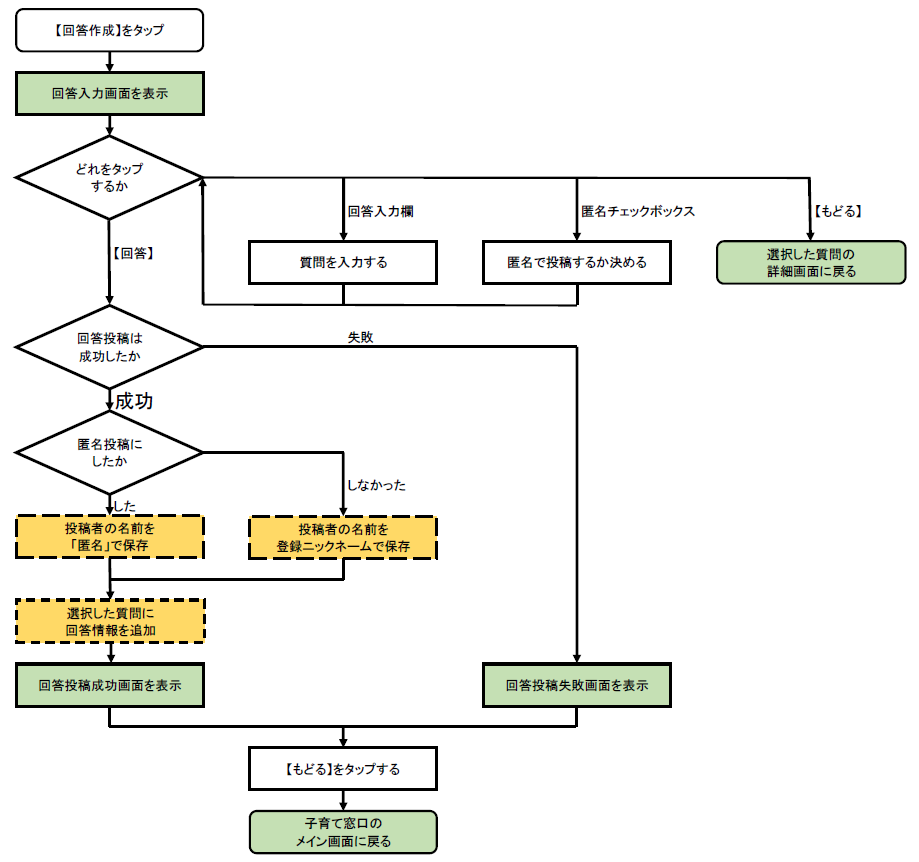 【回答作成】をタップ
回答入力画面を表示
どれをタップ
するか
回答入力欄
匿名チェックボックス
【もどる】
【回答】
質問を入力する
匿名で投稿するか決める
選択した質問の
詳細画面に戻る
回答投稿は
成功したか
失敗
成功
匿名投稿に
したか
しなかった
した
投稿者の名前を
「匿名」で保存
投稿者の名前を
登録ニックネームで保存
選択した質問に
回答情報を追加
回答投稿成功画面を表示
回答投稿失敗画面を表示
【もどる】をタップする
子育て窓口の
メイン画面に戻る